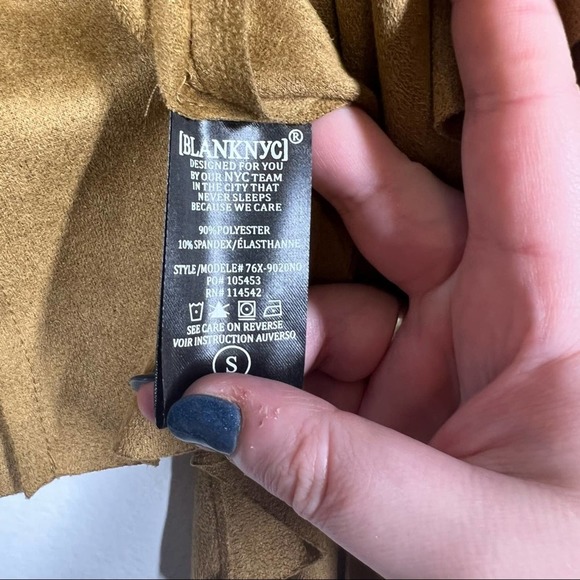 [BLANKNYC]®
DESIGNED FOR YOU
BY OUR NYC TEAM
IN THE CITY THAT
NEVER SLEEPS
BECAUSE WE CARE
90% POLYESTER
10% SPANDEX/ÉLASTHANNE
STYLE/MODELE# 76X-9020NO
PO# 105453
RN# 114542
SEE CARE ON REVERSE
VOIR INSTRUCTION AUVERSO
S